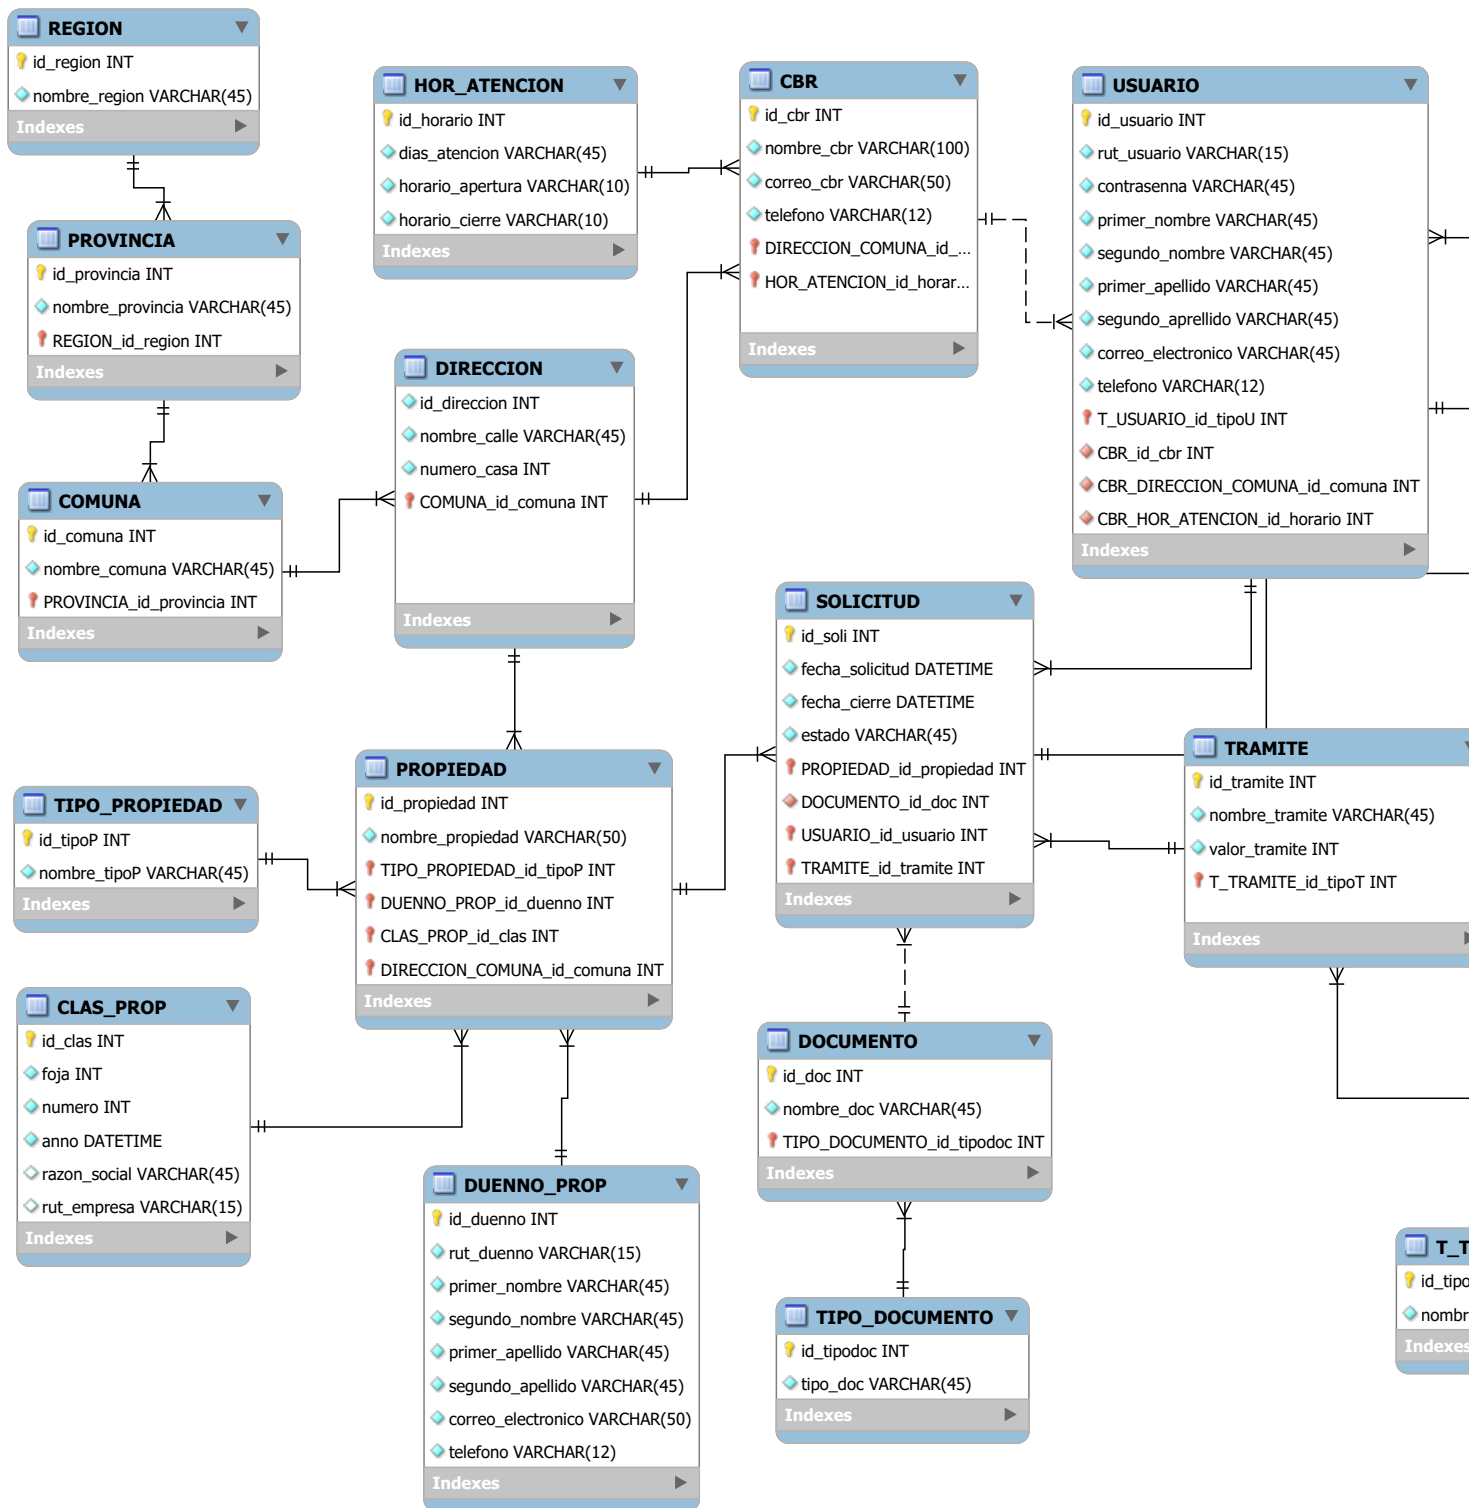 REGION
id_region INT
nombre_region VARCHAR(45)
Indexes
PROVINCIA
id_provincia INT
nombre_provincia VARCHAR(45)
REGION_id_region INT
Indexes
COMUNA
id_comuna INT
nombre_comuna VARCHAR(45)
PROVINCIA_id_provincia INT
Indexes
HOR_ATENCION
id_horario INT
dias_atencion VARCHAR(45)
horario_apertura VARCHAR(10)
horario_cierre VARCHAR(10)
Indexes
DIRECCION
id_direccion INT
nombre_calle VARCHAR(45)
numero_casa INT
COMUNA_id_comuna INT
Indexes
CBR
id_cbr INT
nombre_cbr VARCHAR(100)
correo_cbr VARCHAR(50)
telefono VARCHAR(12)
DIRECCION_COMUNA_id_...
HOR_ATENCION_id_horar...
Indexes
USUARIO
id_usuario INT
rut_usuario VARCHAR(15)
contrasenna VARCHAR(45)
primer_nombre VARCHAR(45)
segundo_nombre VARCHAR(45)
primer_apellido VARCHAR(45)
segundo_aprellido VARCHAR(45)
correo_electronico VARCHAR(45)
telefono VARCHAR(12)
T_USUARIO_id_tipoU INT
CBR_id_cbr INT
CBR_DIRECCION_COMUNA_id_comuna INT
CBR_HOR_ATENCION_id_horario INT
Indexes
SOLICITUD
id_soli INT
fecha_solicitud DATETIME
fecha_cierre DATETIME
estado VARCHAR(45)
PROPIEDAD_id_propiedad INT
DOCUMENTO_id_doc INT
USUARIO_id_usuario INT
TRAMITE_id_tramite INT
Indexes
TRAMITE
id_tramite INT
nombre_tramite VARCHAR(45)
valor_tramite INT
T_TRAMITE_id_tipoT INT
Indexes
TIPO_PROPIEDAD
id_tipoP INT
nombre_tipoP VARCHAR(45)
Indexes
PROPIEDAD
id_propiedad INT
nombre_propiedad VARCHAR(50)
TIPO_PROPIEDAD_id_tipoP INT
DUENNO_PROP_id_duenno INT
CLAS_PROP_id_clas INT
DIRECCION_COMUNA_id_comuna INT
Indexes
CLAS_PROP
id_clas INT
foja INT
numero INT
anno DATETIME
razon_social VARCHAR(45)
rut_empresa VARCHAR(15)
Indexes
DUENNO_PROP
id_duenno INT
rut_duenno VARCHAR(15)
primer_nombre VARCHAR(45)
segundo_nombre VARCHAR(45)
primer_apellido VARCHAR(45)
segundo_apellido VARCHAR(45)
correo_electronico VARCHAR(50)
telefono VARCHAR(12)
Indexes
DOCUMENTO
id_doc INT
nombre_doc VARCHAR(45)
TIPO_DOCUMENTO_id_tipodoc INT
Indexes
TIPO_DOCUMENTO
id_tipodoc INT
tipo_doc VARCHAR(45)
Indexes
T_T
id_tipo
nombr
Indexes